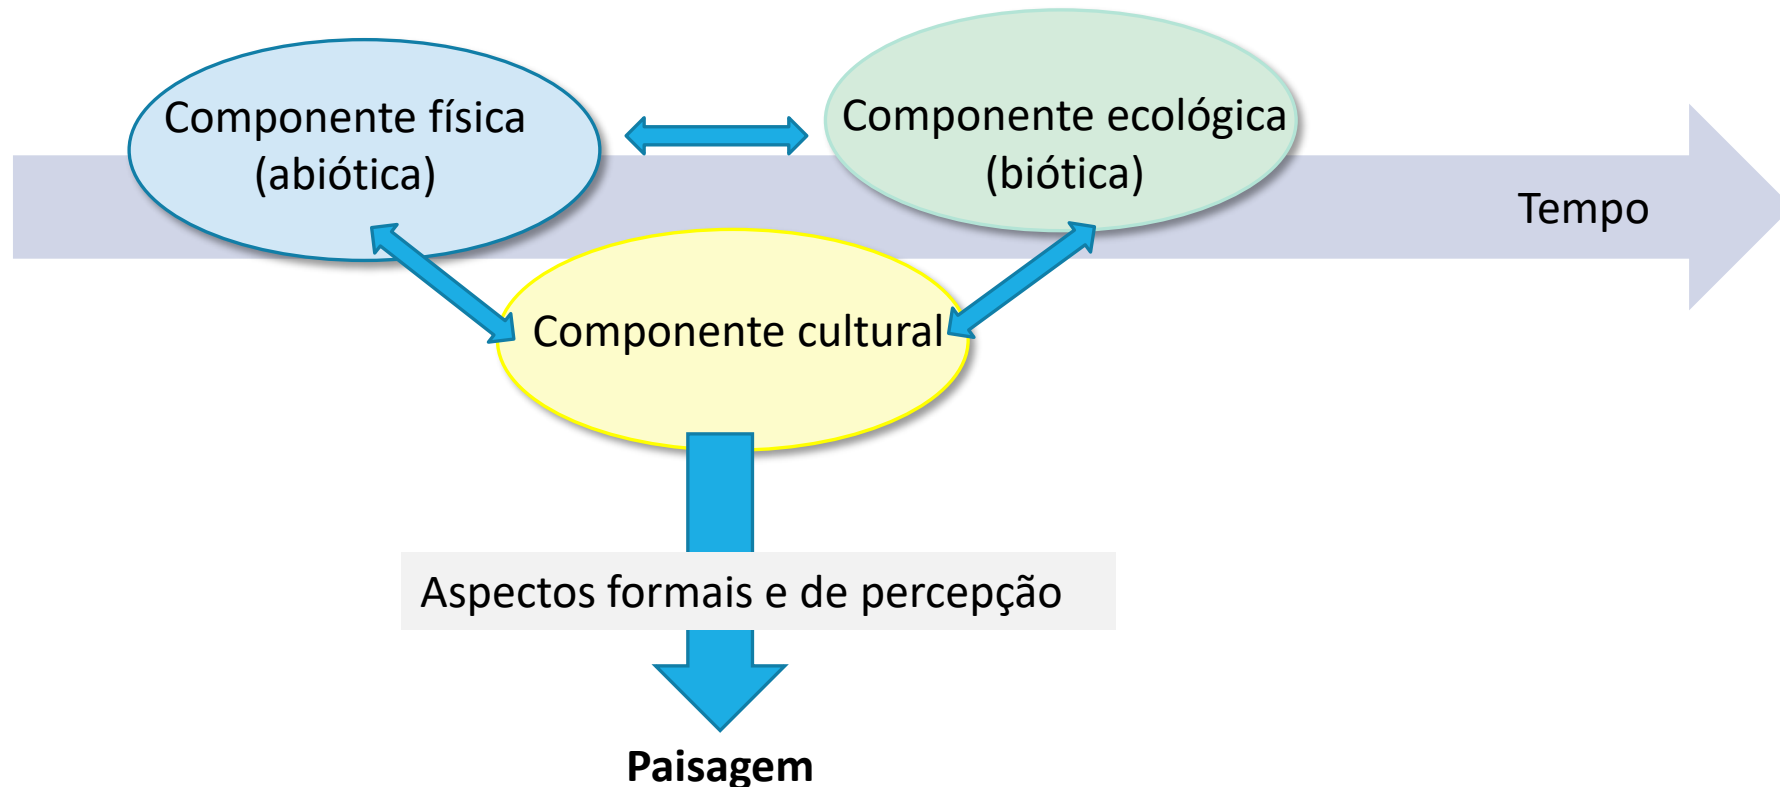 Componente física
(abiótica)
Componente ecológica
(biótica)
Tempo
Componente cultural
Aspectos formais e de percepção
Paisagem